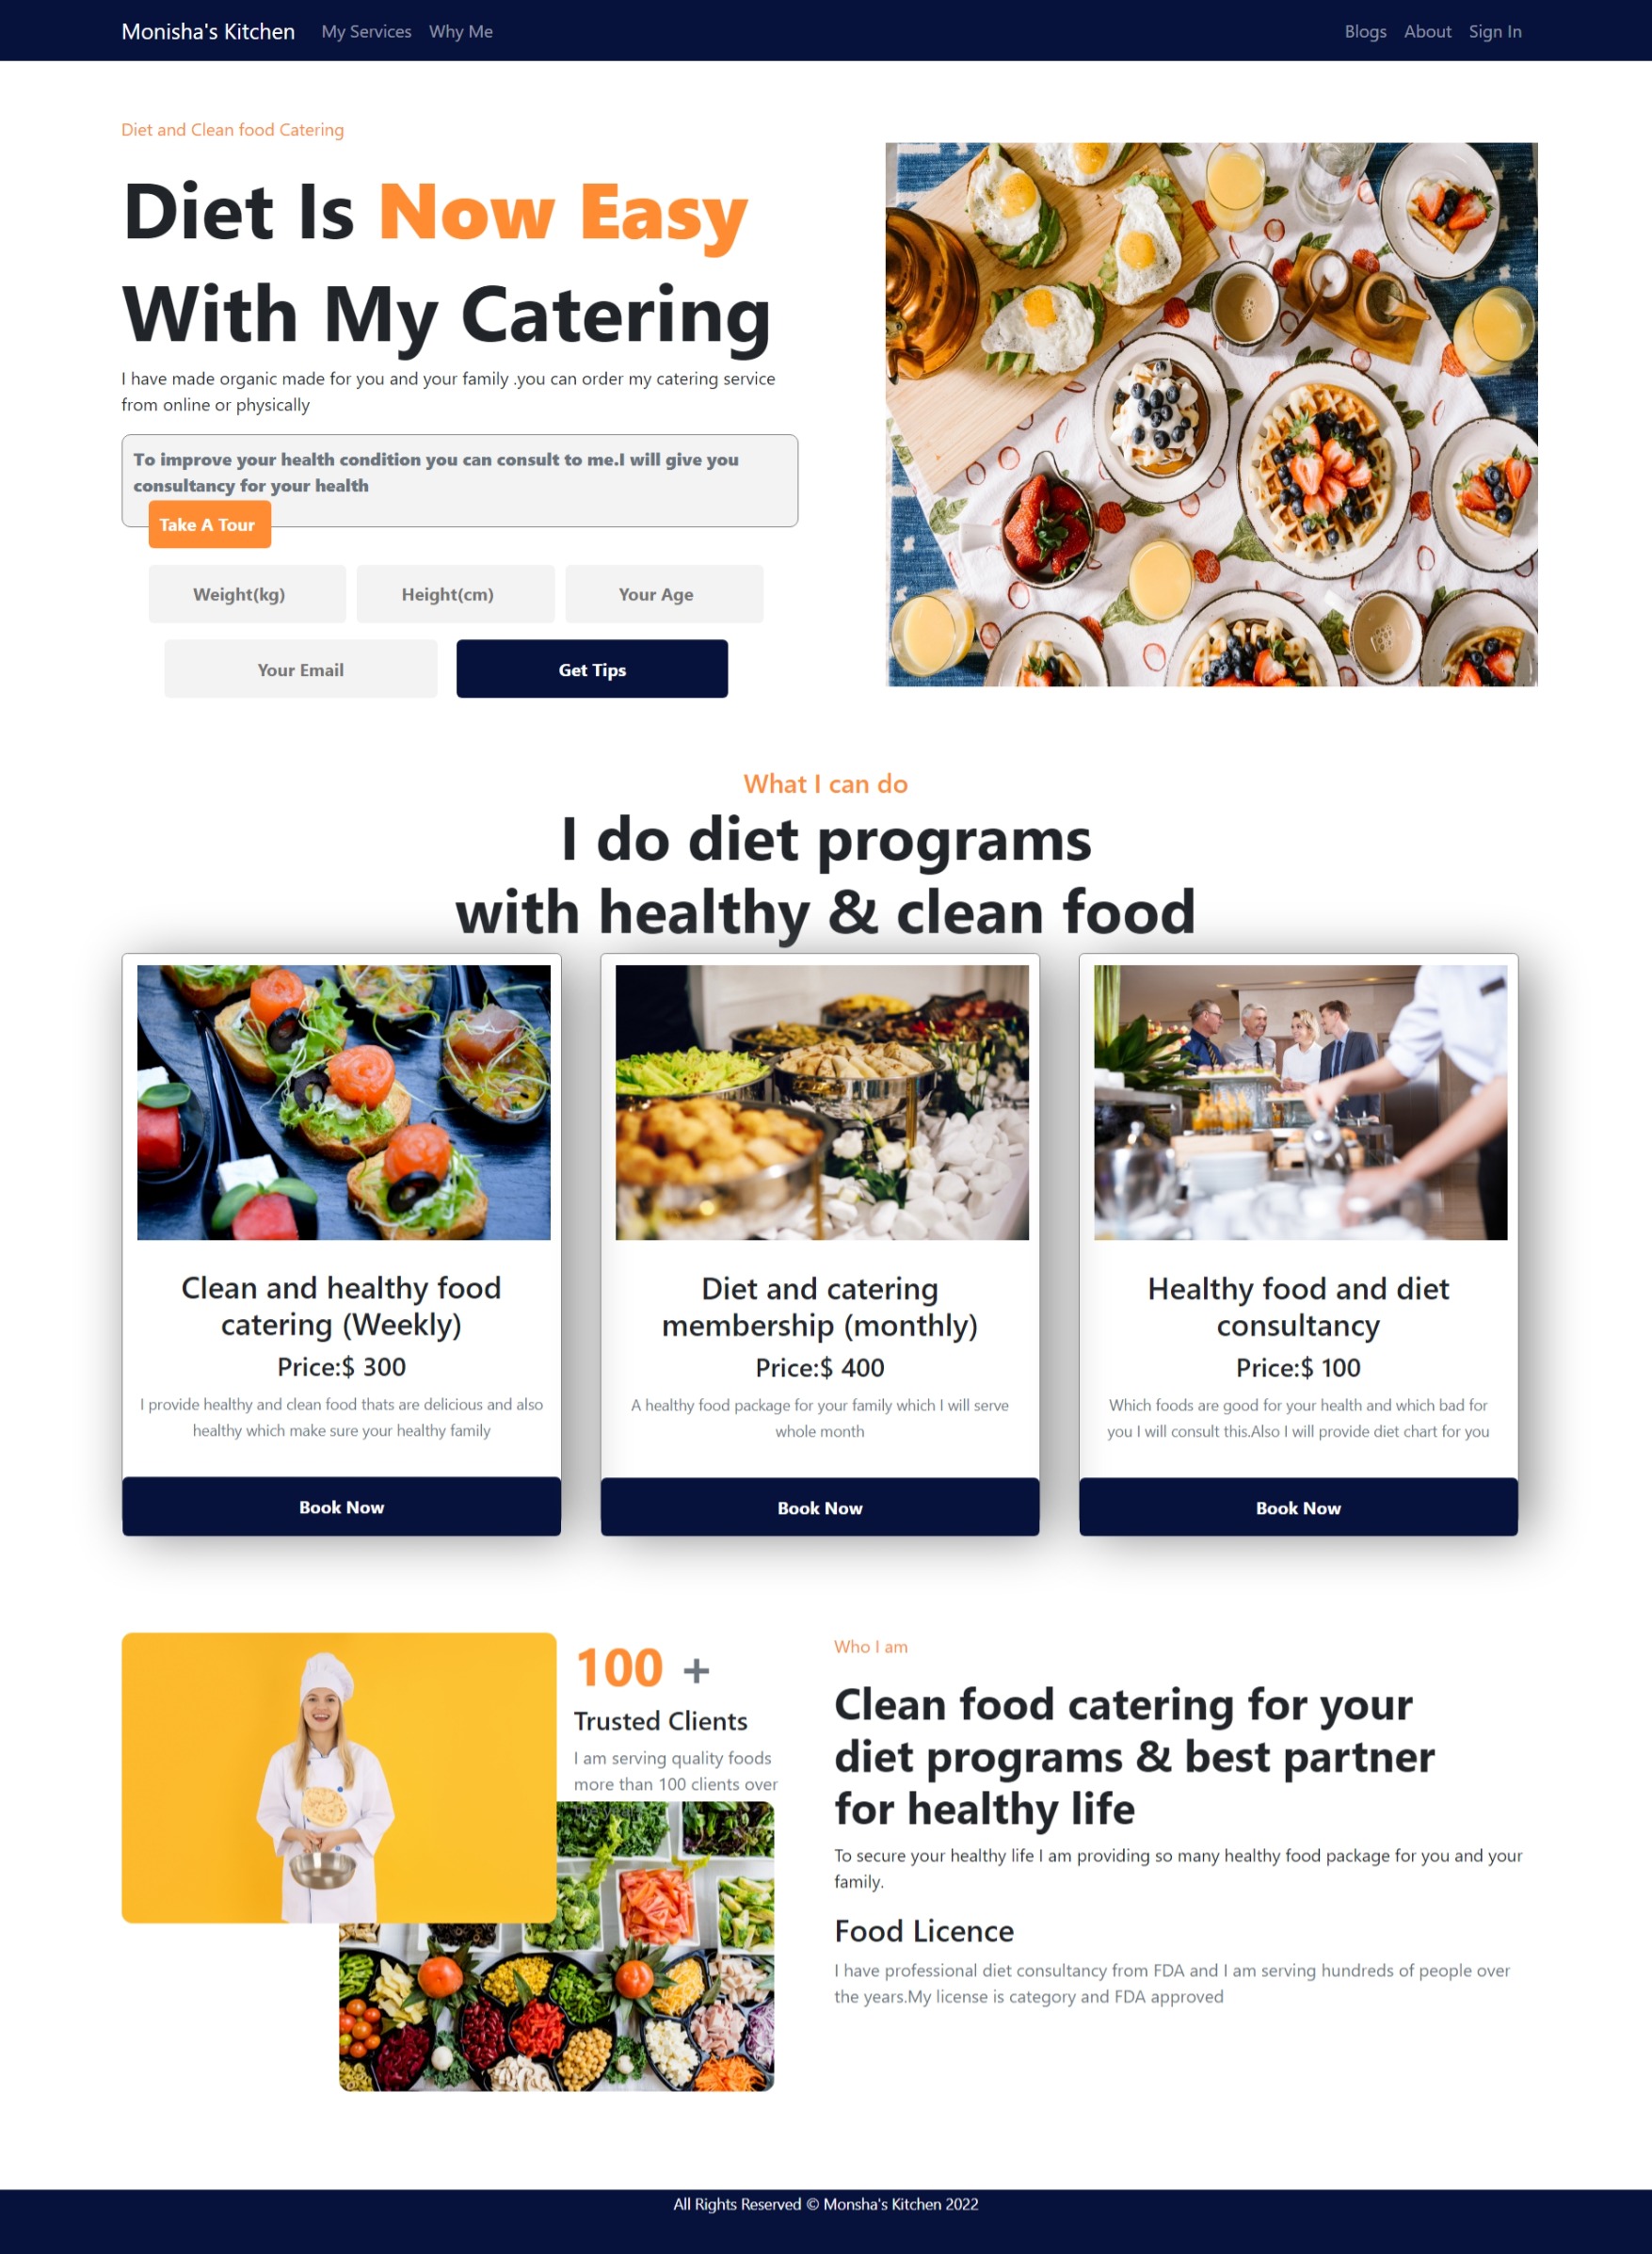 Monisha's Kitchen My Services Why Me Blogs About Sign In
Diet and Clean food Catering
Diet Is Now Easy
With My Catering
I have made organic made for you and your family .you can order my catering service
from online or physically
To improve your health condition you can consult to me.I will give you
consultancy for your health
Take A Tour
Weight(kg) Height(cm) Your Age
Your Email Get Tips
What I can do
I do diet programs
with healthy & clean food
Clean and healthy food
catering (Weekly)
Price:$ 300
I provide healthy and clean food thats are delicious and also
healthy which make sure your healthy family
Book Now
Diet and catering
membership (monthly)
Price:$ 400
A healthy food package for your family which I will serve
whole month
Book Now
Healthy food and diet
consultancy
Price:$ 100
Which foods are good for your health and which bad for
you I will consult this.Also I will provide diet chart for you
Book Now
100 +
Trusted Clients
I am serving quality foods
more than 100 clients over
Who I am
Clean food catering for your
diet programs & best partner
for healthy life
To secure your healthy life I am providing so many healthy food package for you and your
family.
Food Licence
I have professional diet consultancy from FDA and I am serving hundreds of people over
the years.My license is category and FDA approved
All Rights Reserved © Monsha's Kitchen 2022